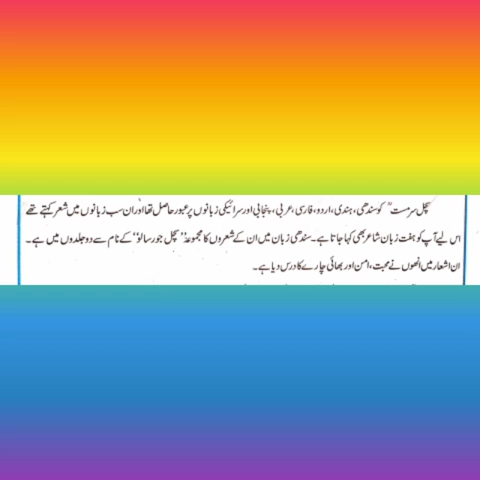 سچل سرمست ؒ کو سندھی، ہندی، اردو، فارسی، عربی، پنجابی اور سرائیکی زبانوں پر عبور حاصل تھا اور ان سب زبانوں میں شعر کہتے تھے
اس لیے آپ کو ہفت زبان شاعر بھی کہا جاتا ہے۔ سندھی زبان میں ان کے شعروں کا مجموعہ ”سچل جو رسالو“ کے نام سے دو جلدوں میں ہے۔
ان اشعار میں انھوں نے محبت، امن اور بھائی چارے کا درس دیا ہے۔